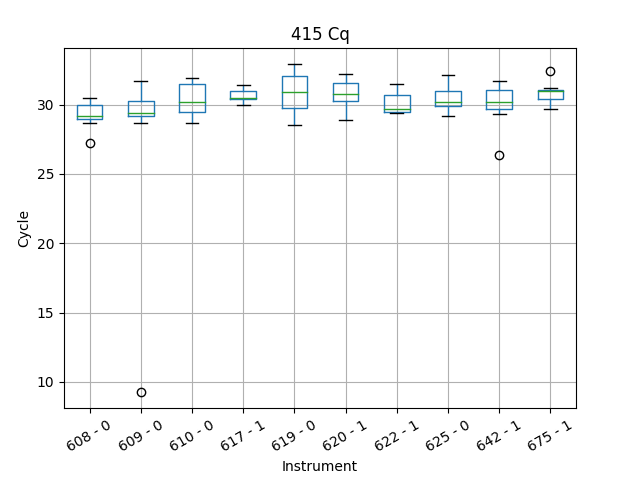 415 Cq
Cycle
30
25
20
15
10
608 - 0
609 - 0
610 - 0
617 - 1
619 - 0
620 - 1
622 - 1
625 - 0
642 - 1
675 - 1
Instrument